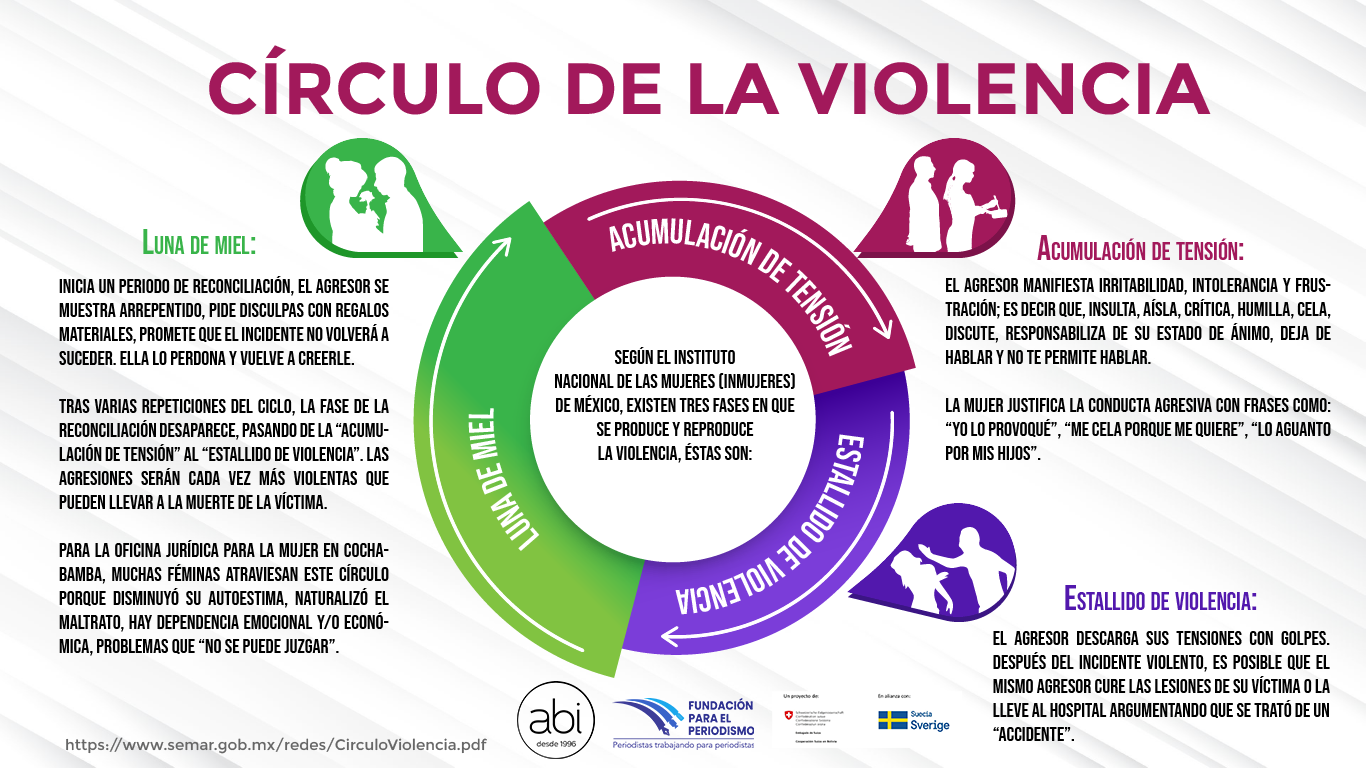 CÍRCULO DE LA VIOLENCIA
LUNA DE MIEL:
INICIA UN PERIODO DE RECONCILIACIÓN, EL AGRESOR SE
MUESTRA ARREPENTIDO, PIDE DISCULPAS CON REGALOS
MATERIALES, PROMETE QUE EL INCIDENTE NO VOLVERÁ A
SUCEDER. ELLA LO PERDONA Y VUELVE A CREERLE.
TRAS VARIAS REPETICIONES DEL CICLO, LA FASE DE LA
RECONCILIACIÓN DESAPARECE, PASANDO DE LA “ACUMU-
LACIÓN DE TENSIÓN” AL “ESTALLIDO DE VIOLENCIA”. LAS
AGRESIONES SERÁN CADA VEZ MÁS VIOLENTAS QUE
PUEDEN LLEVAR A LA MUERTE DE LA VÍCTIMA.
PARA LA OFICINA JURÍDICA PARA LA MUJER EN COCHA-
BAMBA, MUCHAS FÉMINAS ATRAVIESAN ESTE CÍRCULO
PORQUE DISMINUYÓ SU AUTOESTIMA, NATURALIZÓ EL
MALTRATO, HAY DEPENDENCIA EMOCIONAL Y/O ECONÓ-
MICA, PROBLEMAS QUE “NO SE PUEDE JUZGAR”.
ACUMULACIÓN DE TENSIÓN
ESTALLIDO DE VIOLENCIA
LUNA DE MIEL
SEGÚN EL INSTITUTO
NACIONAL DE LAS MUJERES (INMUJERES)
DE MÉXICO, EXISTEN TRES FASES EN QUE
SE PRODUCE Y REPRODUCE
LA VIOLENCIA, ÉSTAS SON:
ACUMULACIÓN DE TENSIÓN:
EL AGRESOR MANIFIESTA IRRITABILIDAD, INTOLERANCIA Y FRUS-
TRACIÓN; ES DECIR QUE, INSULTA, AÍSLA, CRÍTICA, HUMILLA, CELA,
DISCUTE, RESPONSABILIZA DE SU ESTADO DE ÁNIMO, DEJA DE
HABLAR Y NO TE PERMITE HABLAR.
LA MUJER JUSTIFICA LA CONDUCTA AGRESIVA CON FRASES COMO:
“YO LO PROVOQUÉ”, “ME CELA PORQUE ME QUIERE”, “LO AGUANTO
POR MIS HIJOS”.
ESTALLIDO DE VIOLENCIA:
EL AGRESOR DESCARGA SUS TENSIONES CON GOLPES.
DESPUÉS DEL INCIDENTE VIOLENTO, ES POSIBLE QUE EL
MISMO AGRESOR CURE LAS LESIONES DE SU VÍCTIMA O LA
LLEVE AL HOSPITAL ARGUMENTANDO QUE SE TRATÓ DE UN
“ACCIDENTE”.
https://www.semar.gob.mx/redes/CirculoViolencia.pdf
abi
desde 1996
FUNDACIÓN
PARA EL
PERIODISMO
Periodistas trabajando para periodistas
Un proyecto de:
En alianza con:
Suecia
Sverige